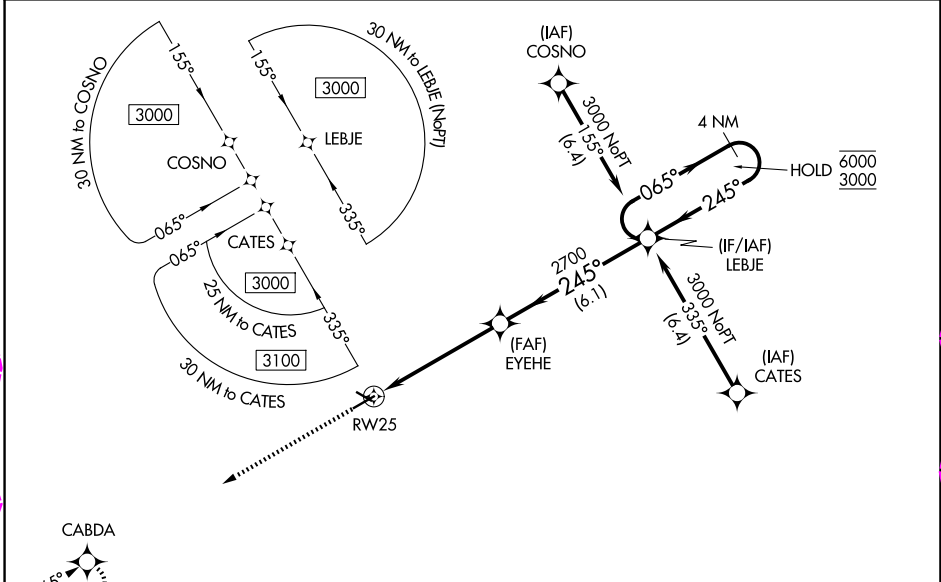 30 NM to COSNO
155°
3000
COSNO
065°
30 NM to LEBJE (NoPT)
155°
3000
LEBJE
335°
CATES
065°
3000
25 NM to CATES
335°
3100
30 NM to CATES
(IAF)
COSNO
3000 NoPT
155°
(6.4)
4 NM
HOLD
6000
3000
065°
245°
(IF/IAF)
LEBJE
2700
245°
(6.1)
3000 NoPT
335°
(6.4)
(IAF)
CATES
(FAF)
EYEHE
RW25
CABDA